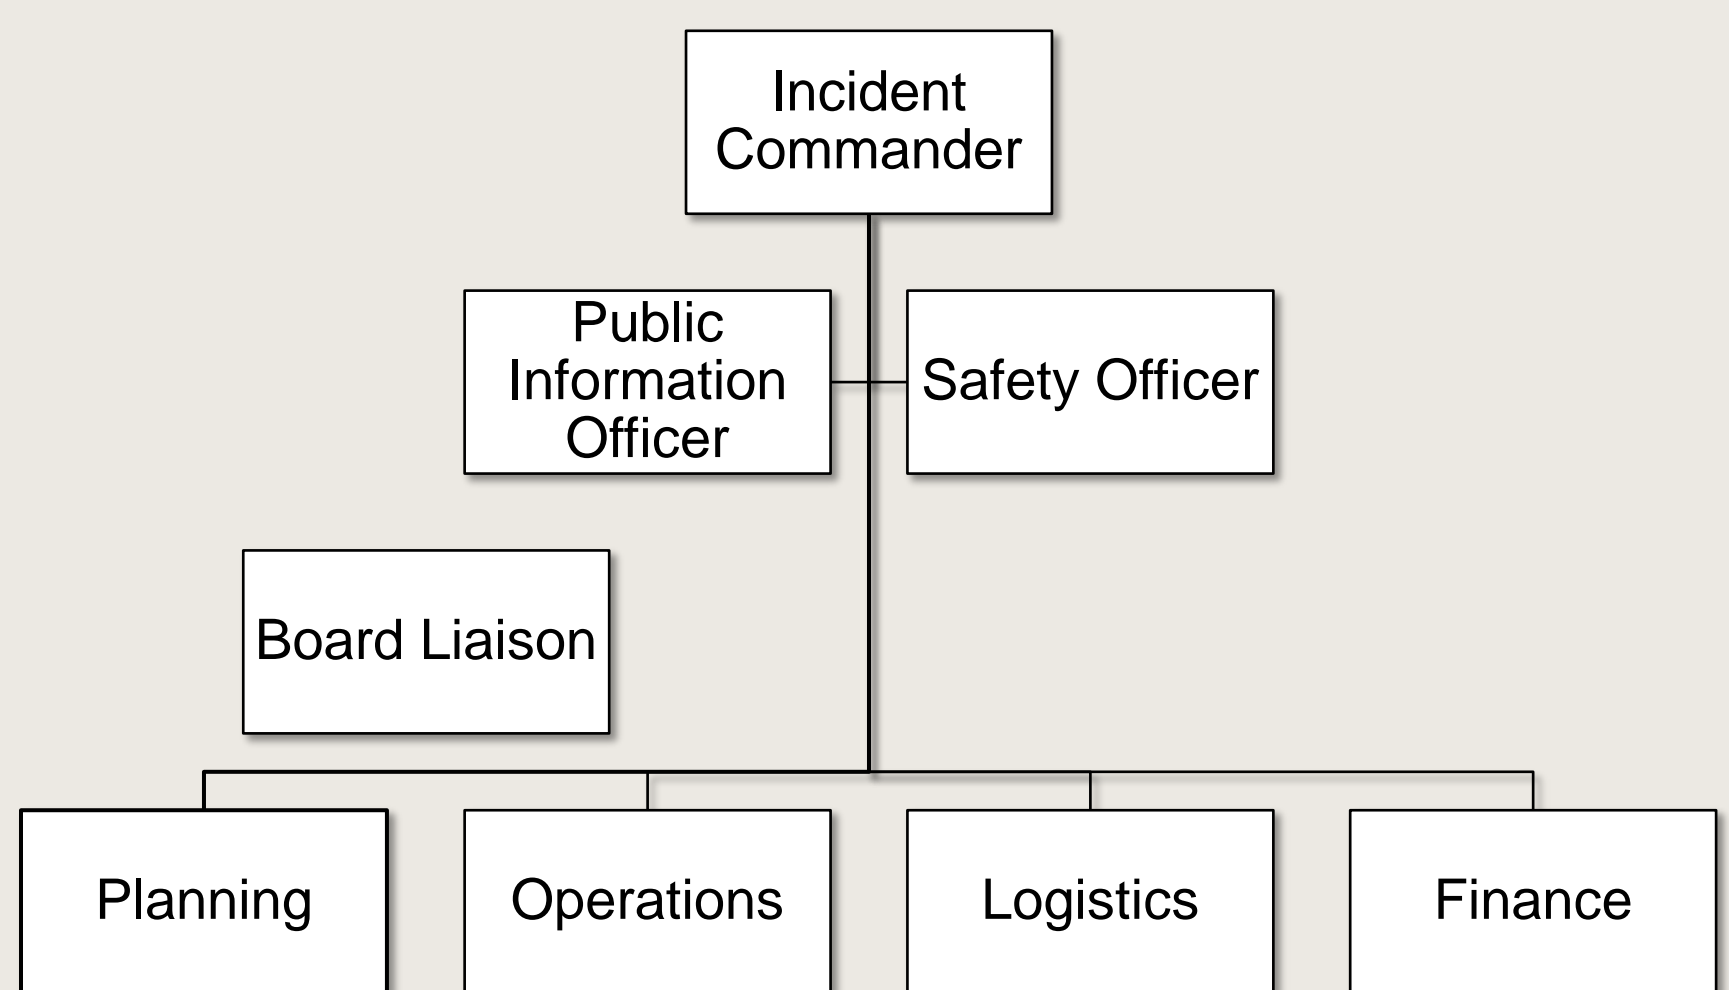 Incident
Commander
Public
Information
Officer
Safety Officer
Board Liaison
Planning
Operations
Logistics
Finance